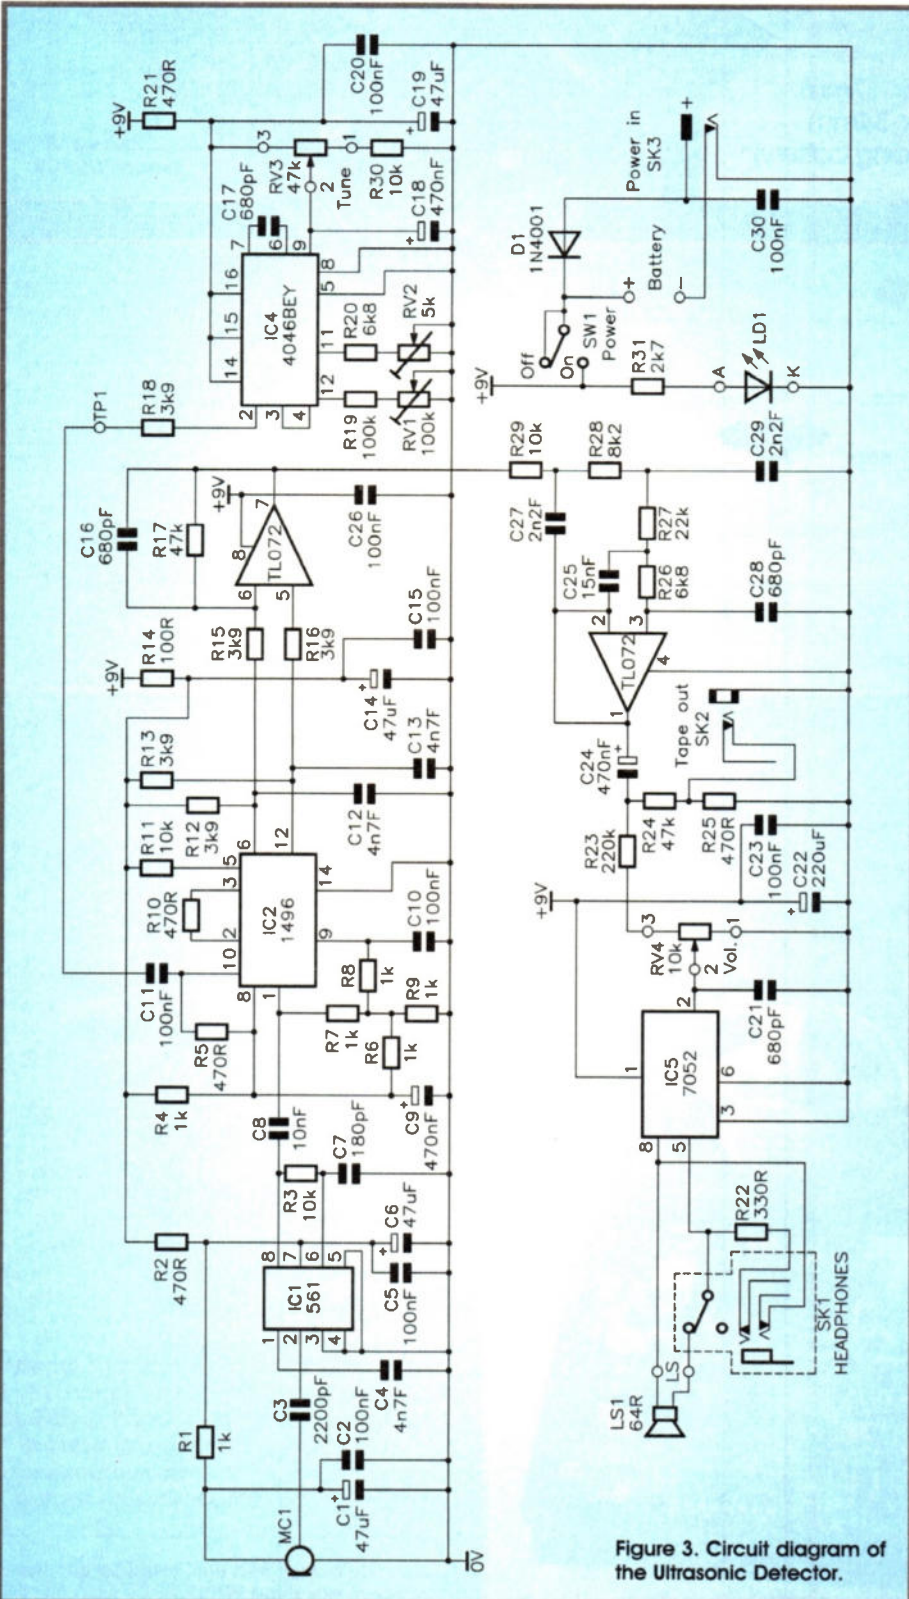 +9V
R21
470R
C20
100nF
C19
47uF
+
3
RV3
47k
2
1
Tune
R30
10k
C17
680pF
7
6
9
C18
470nF
+
16
15
14
IC4
4046BEY
8
5
11
12
2
3
4
R20
6k8
RV2
5k
R19
100k
RV1
100k
TP1
R18
3k9
+9V
C16
680pF
R17
47k
8
7
TL072
6
5
C26
100nF
R15
3k9
R16
3k9
C15
100nF
+9V
R14
100R
C14
47uF
+
R13
3k9
R12
3k9
R11
10k
C13
4n7F
C12
4n7F
R10
470R
5
3
2
10
6
12
IC2
1496
14
9
8
1
C10
100nF
C11
100nF
R5
470R
R8
1k
R7
1k
R9
1k
R6
1k
R4
1k
C9
470nF
+
C8
10nF
R3
10k
C7
180pF
R2
470R
8
7
6
5
IC1
561
1
2
3
4
C6
47uF
+
C5
100nF
C4
4n7F
C3
2200pF
R1
1k
C2
100nF
C1
47uF
+
MC1
0V
Power in
SK3
+
D1
1N4001
C30
100nF
+
Battery
-
Off
On
SW1
Power
+9V
R31
2k7
A
LD1
K
R29
10k
R28
8k2
C29
2n2F
C27
2n2F
R27
22k
C25
15nF
R26
6k8
C28
680pF
2
3
TL072
4
1
Tape out
SK2
C24
470nF
+
R23
220k
R24
47k
R25
470R
C23
100nF
C22
220uF
+
+9V
3
RV4
10k
2
1
Vol.
C21
680pF
1
2
IC5
7052
6
3
8
5
R22
330R
SK1
HEADPHONES
LS
LS1
64R
Figure 3. Circuit diagram of
the Ultrasonic Detector.